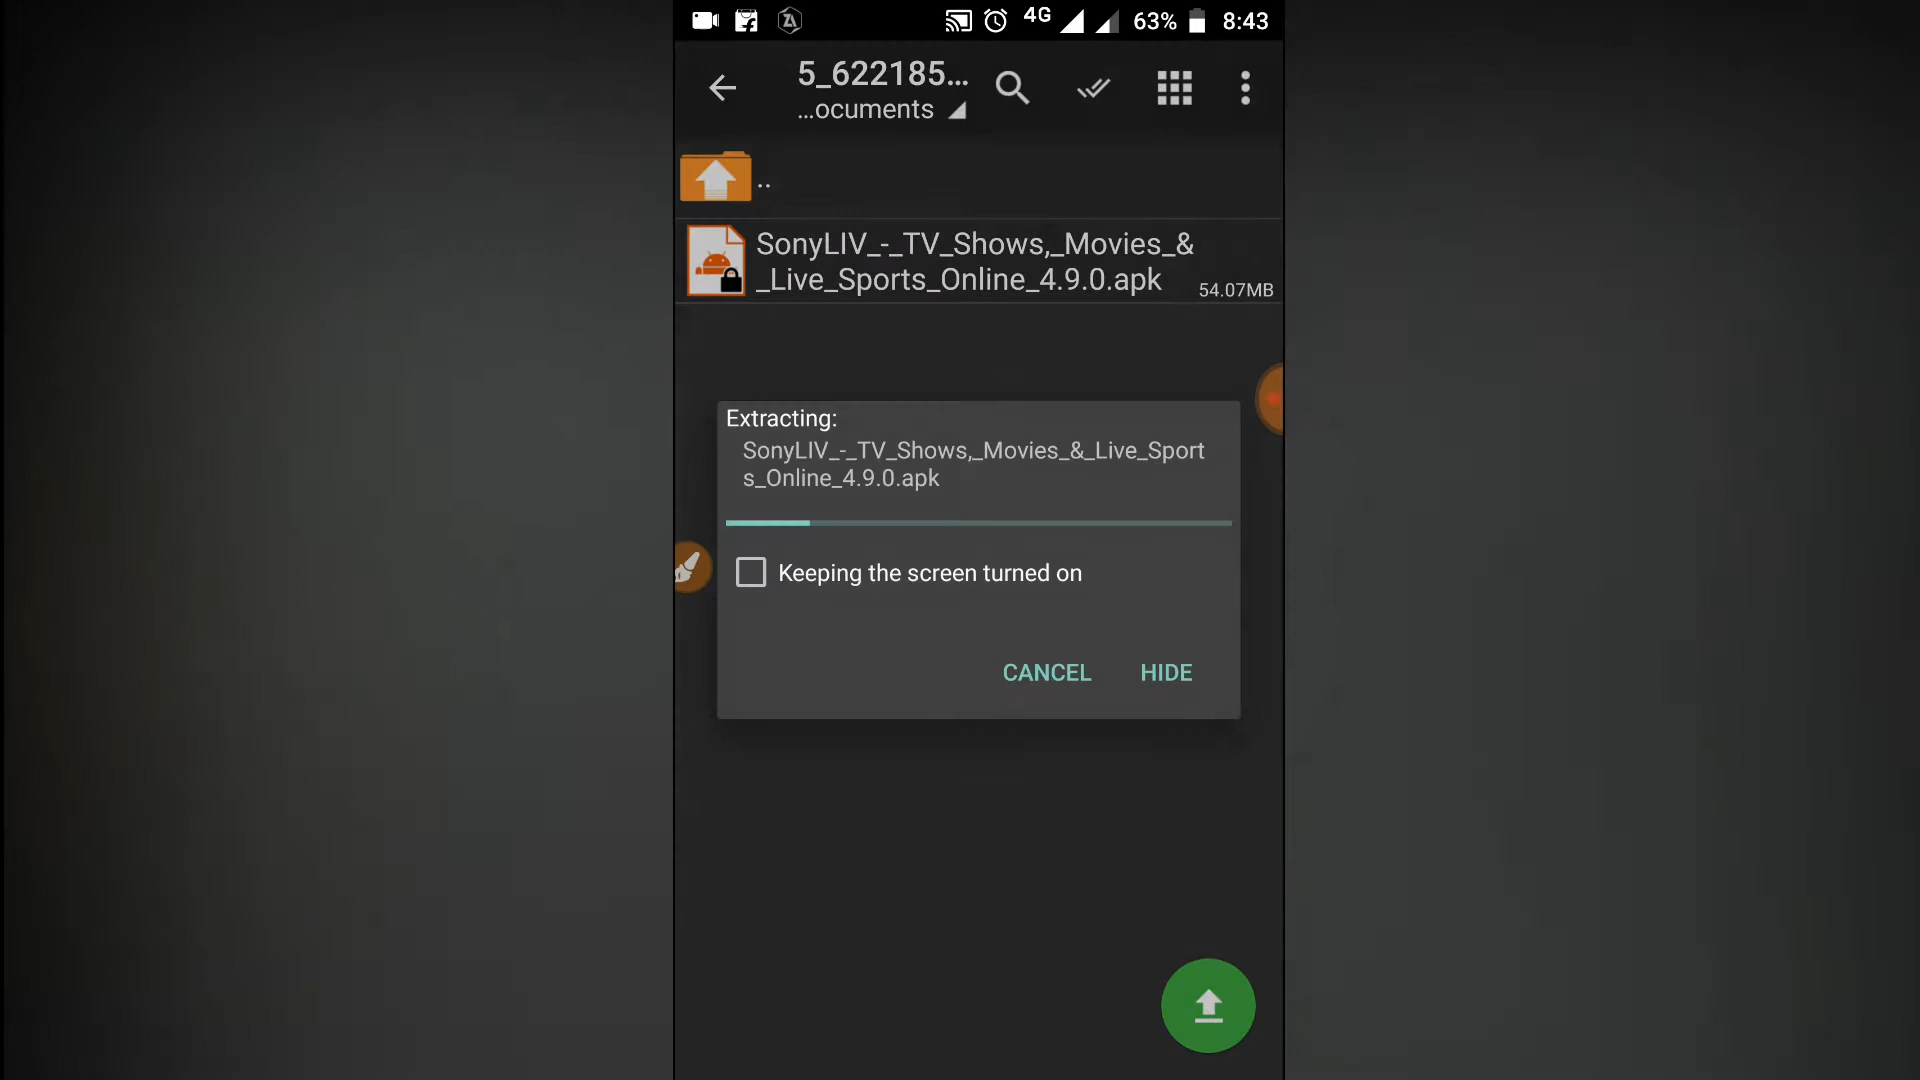 4G 63% 8:43
5_622185...
...ocuments
..
SonyLIV_-_TV_Shows,_Movies_&
_Live_Sports_Online_4.9.0.apk 54.07MB
Extracting:
SonyLIV_-_TV_Shows,_Movies_&_Live_Sport
s_Online_4.9.0.apk
Keeping the screen turned on
CANCEL HIDE